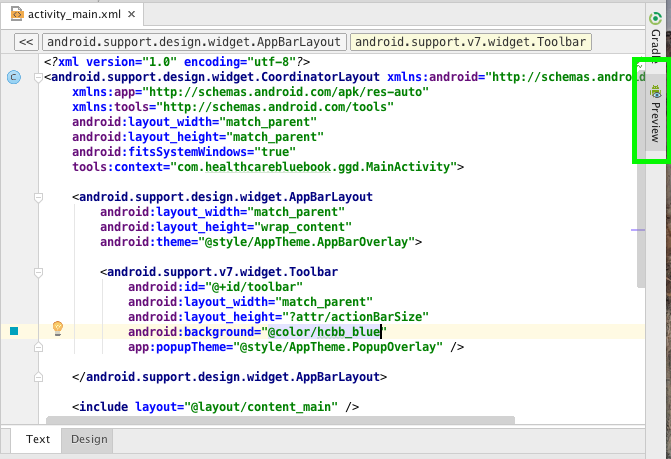 activity_main.xml
<< android.support.design.widget.AppBarLayout android.support.v7.widget.Toolbar
<?xml version="1.0" encoding="utf-8"?>
<android.support.design.widget.CoordinatorLayout xmlns:android="http://schemas.android
xmlns:app="http://schemas.android.com/apk/res-auto"
xmlns:tools="http://schemas.android.com/tools"
android:layout_width="match_parent"
android:layout_height="match_parent"
android:fitsSystemWindows="true"
tools:context="com.healthcarebluebook.ggd.MainActivity">
<android.support.design.widget.AppBarLayout
android:layout_width="match_parent"
android:layout_height="wrap_content"
android:theme="@style/AppTheme.AppBarOverlay">
<android.support.v7.widget.Toolbar
android:id="@+id/toolbar"
android:layout_width="match_parent"
android:layout_height="?attr/actionBarSize"
android:background="@color/hcbb_blue"
app:popupTheme="@style/AppTheme.PopupOverlay" />
</android.support.design.widget.AppBarLayout>
<include layout="@layout/content_main" />
Text Design
Gradle
Preview
C